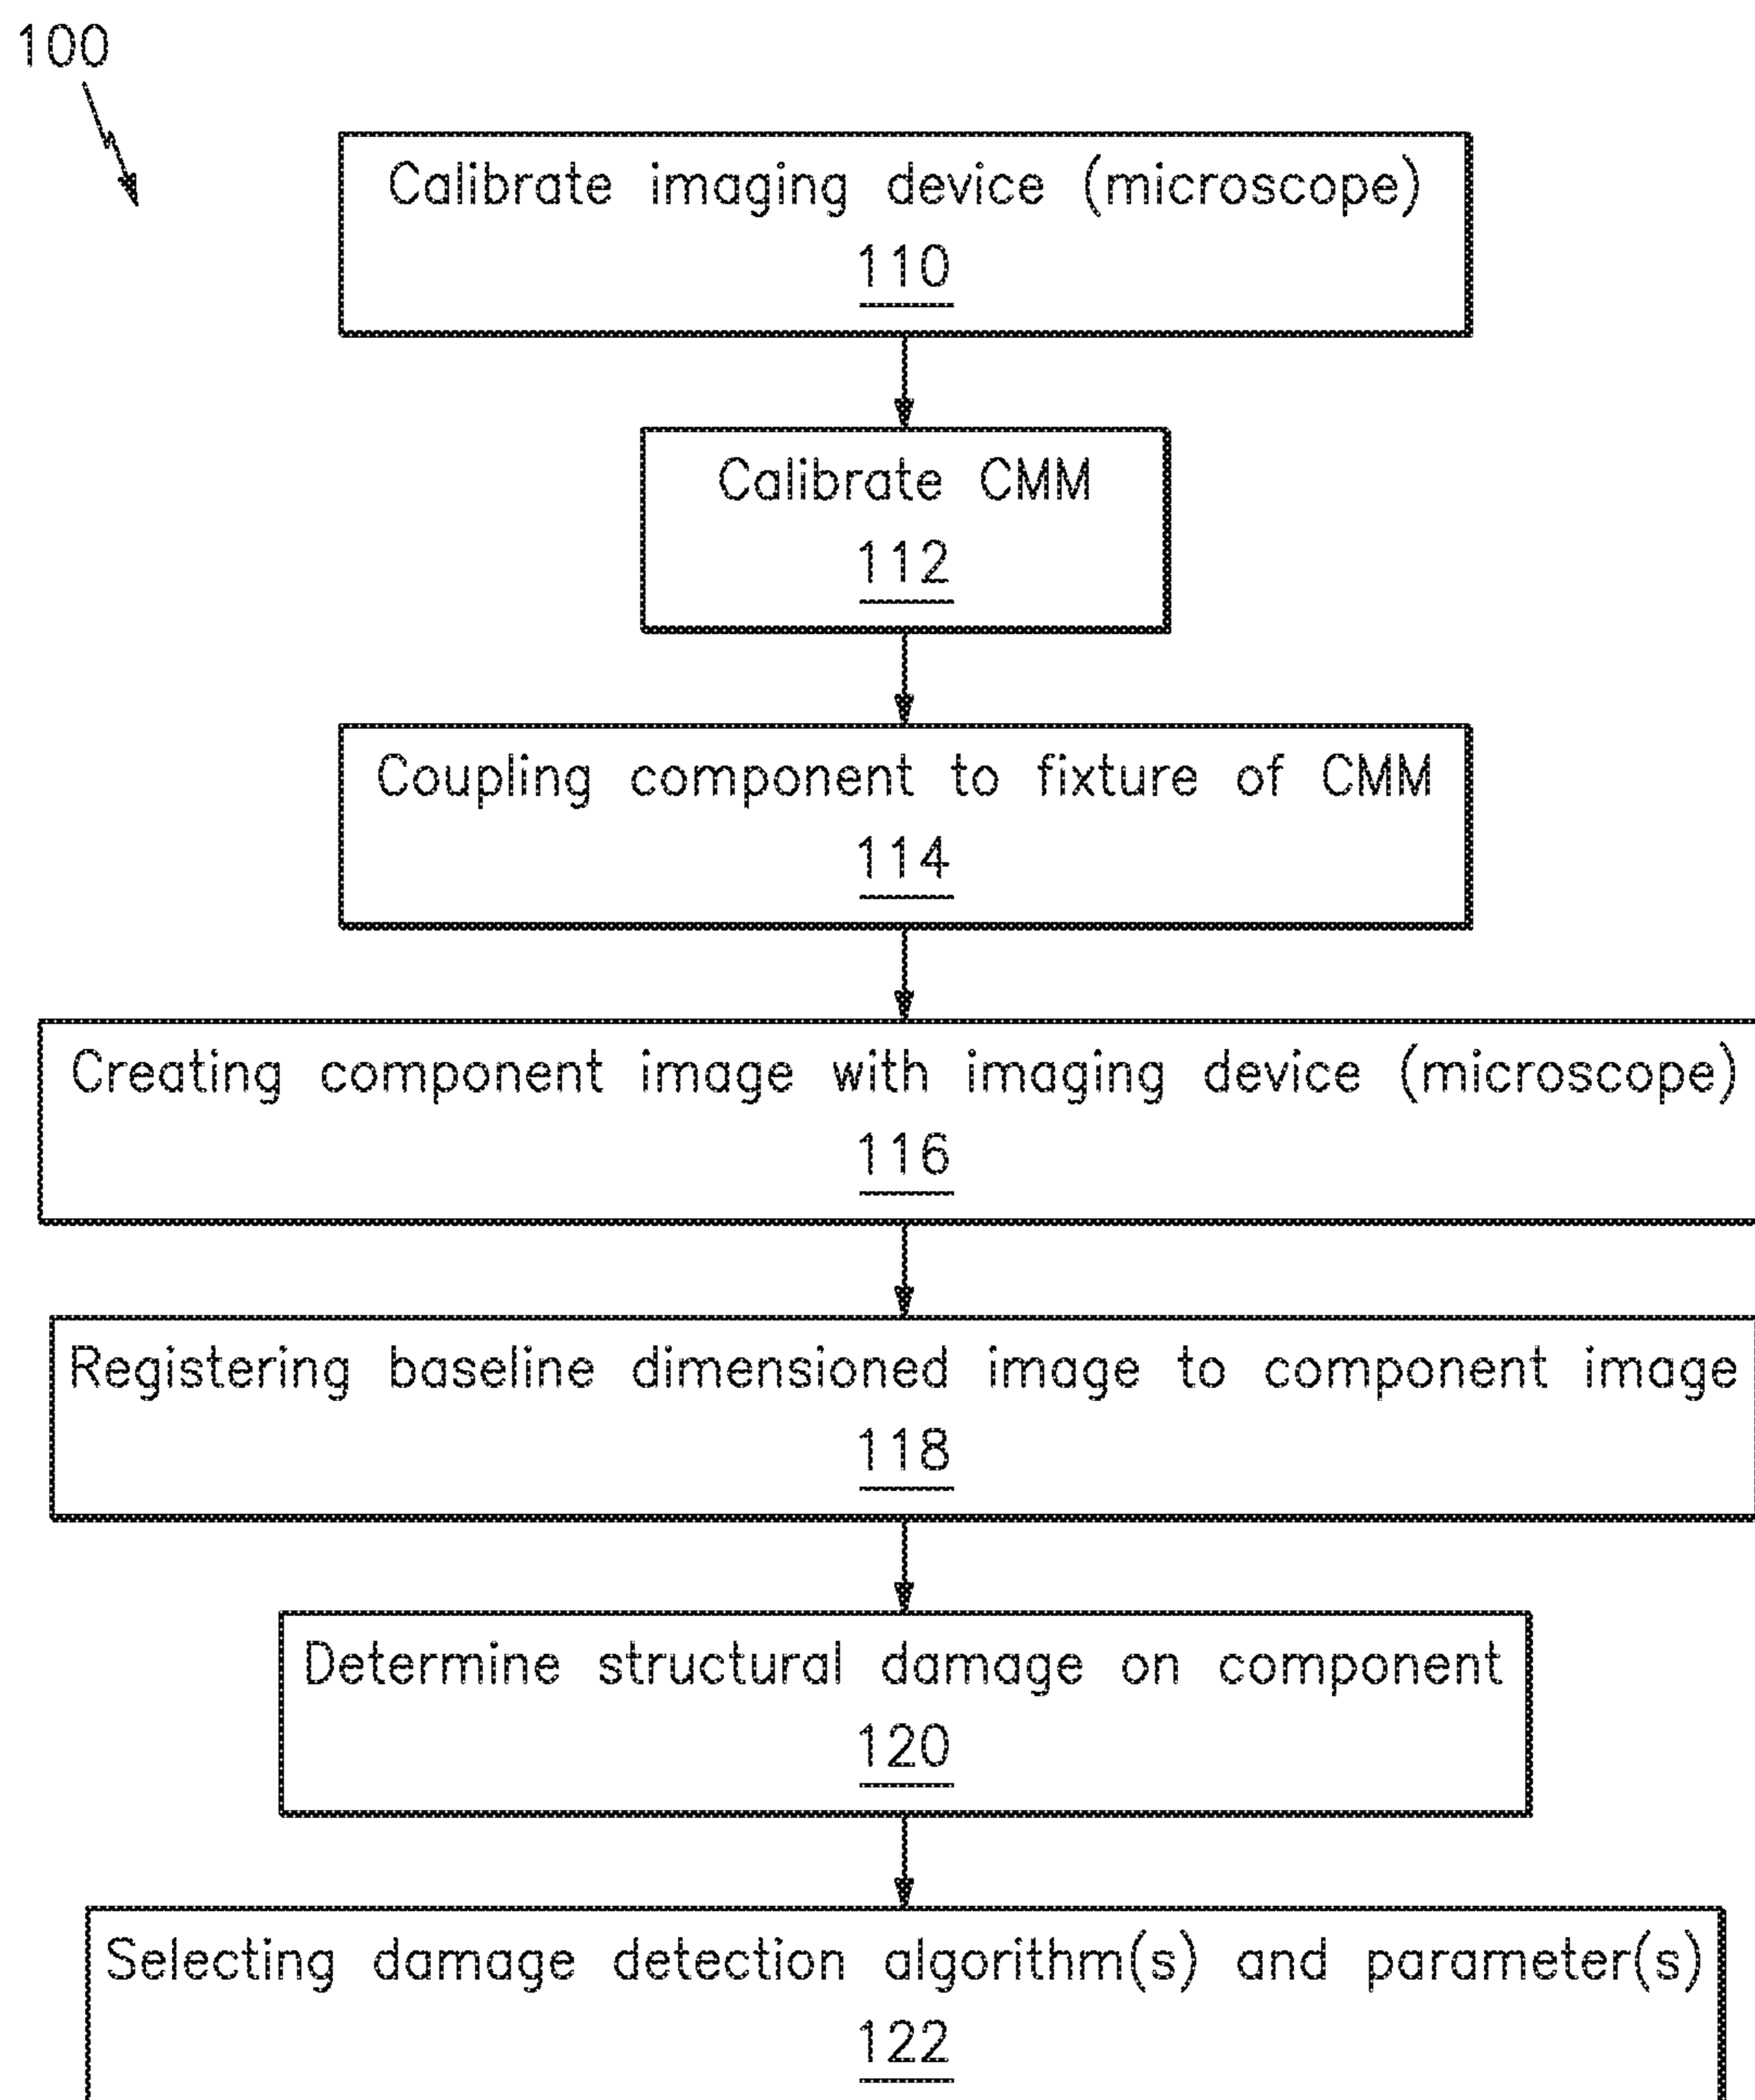 100
Calibrate imaging device (microscope)
110
Calibrate CMM
112
Coupling component to fixture of CMM
114
Creating component image with imaging device (microscope)
116
Registering baseline dimensioned image to component image
118
Determine structural damage on component
120
Selecting damage detection algorithm(s) and parameter(s)
122